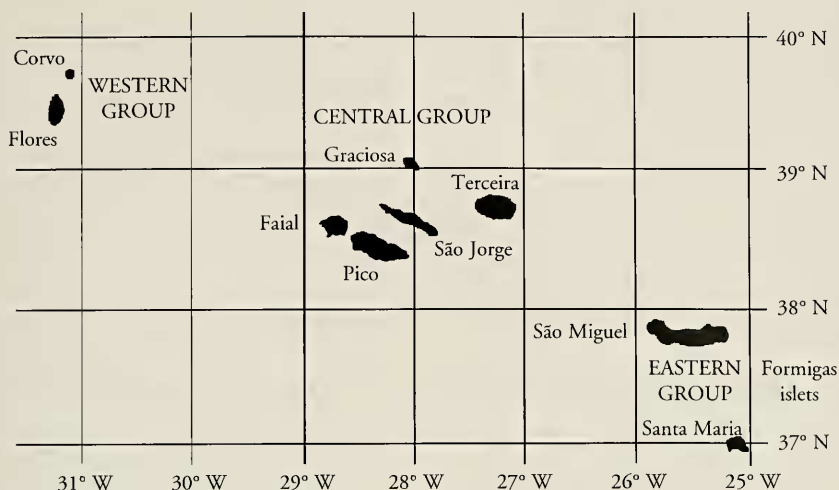 40° N
Corvo
WESTERN
GROUP
Flores
CENTRAL GROUP
Graciosa
39° N
Terceira
Faial
São Jorge
Pico
38° N
São Miguel
EASTERN
GROUP
Formigas
islets
Santa Maria
37° N
31° W 30° W 29° W 28° W 27° W 26° W 25° W